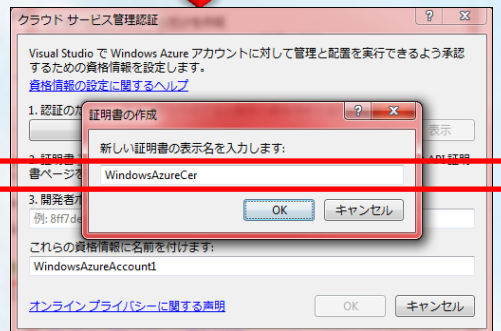 クラウド サービス管理認証
Visual Studio で Windows Azure アカウントに対して管理と配置を実行できるよう承認
するための資格情報を設定します。
資格情報の設定に関するヘルプ
1. 認証のた
表示
証明書の作成
新しい証明書の表示名を入力します:
書ページを
WindowsAzureCer
3. 開発者
例: 8ff7de
OK
キャンセル
これらの資格情報に名前を付けます:
WindowsAzureAccount1
オンライン プライバシーに関する声明
OK
キャンセル